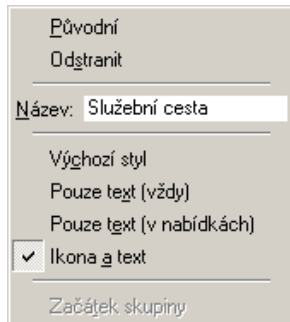 Původní
Odstranit
Název: Služební cesta
Výchozí styl
Pouze text (vždy)
Pouze text (v nabídkách)
Ikona a text
Začátek skupiny